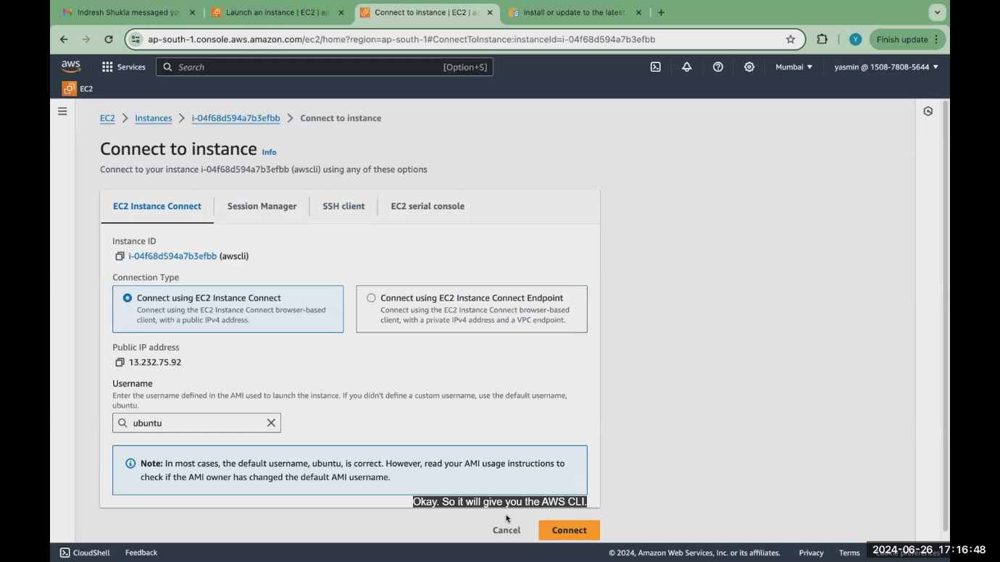 Indresh Shukla messaged yo
Launch an instance | EC2 | ap
Connect to instance | EC2 | a
Install or update to the latest
ap-south-1.console.aws.amazon.com/ec2/home?region=ap-south-1#ConnectToInstance:instanceId=i-04f68d594a7b3efbb
Y
Finish update
aws
Services
Search
[Option+S]
Mumbai
yasmin @ 1508-7808-5644
EC2
EC2 > Instances > i-04f68d594a7b3efbb > Connect to instance
Connect to instance Info
Connect to your instance i-04f68d594a7b3efbb (awscli) using any of these options
EC2 Instance Connect
Session Manager
SSH client
EC2 serial console
Instance ID
i-04f68d594a7b3efbb (awscli)
Connection Type
Connect using EC2 Instance Connect
Connect using the EC2 Instance Connect browser-based
client, with a public IPv4 address.
Connect using EC2 Instance Connect Endpoint
Connect using the EC2 Instance Connect browser-based
client, with a private IPv4 address and a VPC endpoint.
Public IP address
13.232.75.92
Username
Enter the username defined in the AMI used to launch the instance. If you didn't define a custom username, use the default username,
ubuntu.
ubuntu
Note: In most cases, the default username, ubuntu, is correct. However, read your AMI usage instructions to
check if the AMI owner has changed the default AMI username.
Okay. So it will give you the AWS CLI.
Cancel
Connect
CloudShell
Feedback
© 2024, Amazon Web Services, Inc. or its affiliates.
Privacy
Terms
2024-06-26 17:16:48